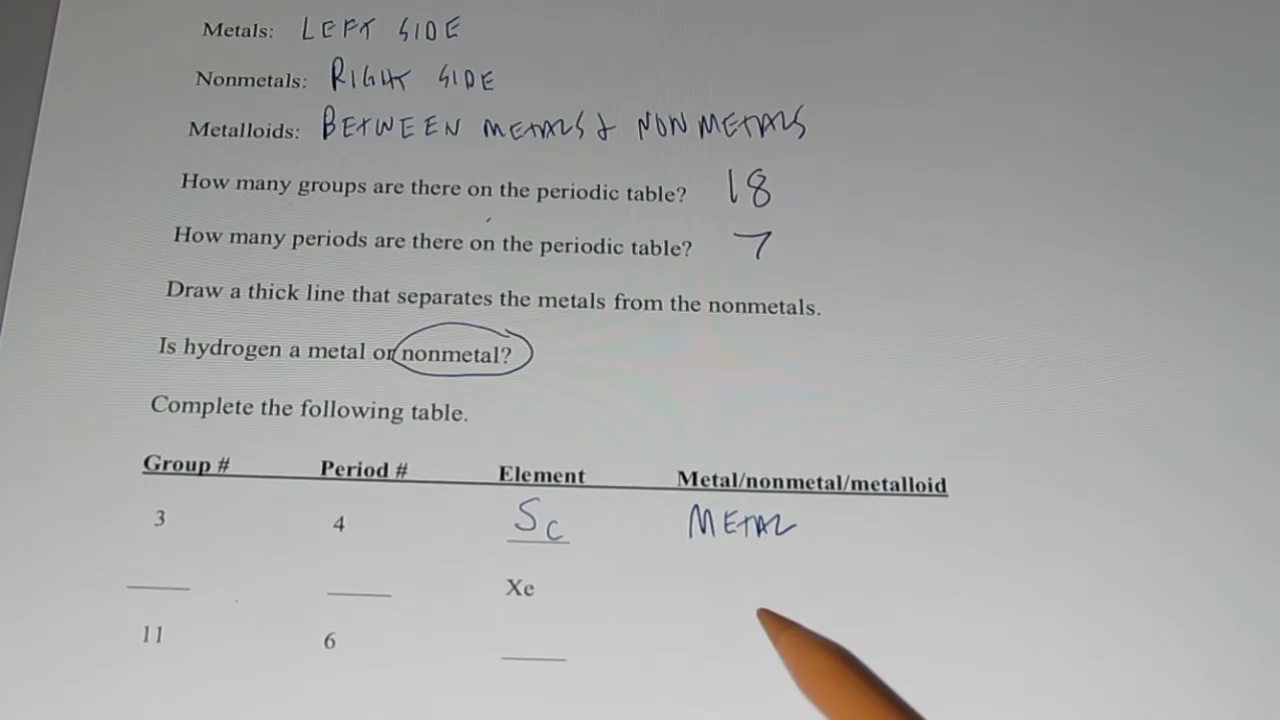 Metals: LEFT SIDE
Nonmetals: RIGHT SIDE
Metalloids: BETWEEN METALS & NONMETALS
How many groups are there on the periodic table? 18
How many periods are there on the periodic table? 7
Draw a thick line that separates the metals from the nonmetals.
Is hydrogen a metal or nonmetal?
Complete the following table.
Group # Period # Element Metal/nonmetal/metalloid
3 4 Sc METAL
Xe
11 6